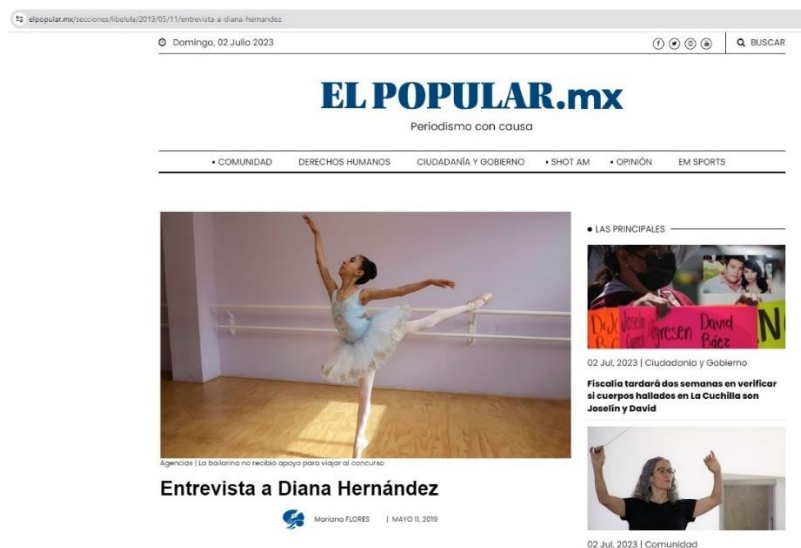 elpopular.mx/secciones/libelula/2019/05/11/entrevista-a-diana-hernandez
Domingo, 02 Julio 2023
BUSCAR
EL POPULAR.mx
Periodismo con causa
• COMUNIDAD DERECHOS HUMANOS CIUDADANÍA Y GOBIERNO • SHOT AM • OPINIÓN EM SPORTS
Agencias | La bailarina no recibió apoyo para viajar al concurso
Entrevista a Diana Hernández
Mariana FLORES | MAYO 11, 2019
• LAS PRINCIPALES
David
Báez
02 Jul, 2023 | Ciudadanía y Gobierno
Fiscalía tardará dos semanas en verificar
si cuerpos hallados en La Cuchilla son
Joselín y David
02 Jul, 2023 | Comunidad